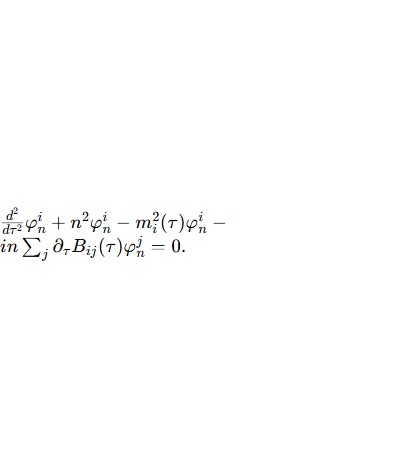 \frac{d^2}{d\tau^2}\varphi_n^i + n^2\varphi_n^i - m_i^2(\tau)\varphi_n^i -
in \sum_j \partial_\tau B_{ij}(\tau)\varphi_n^j = 0.